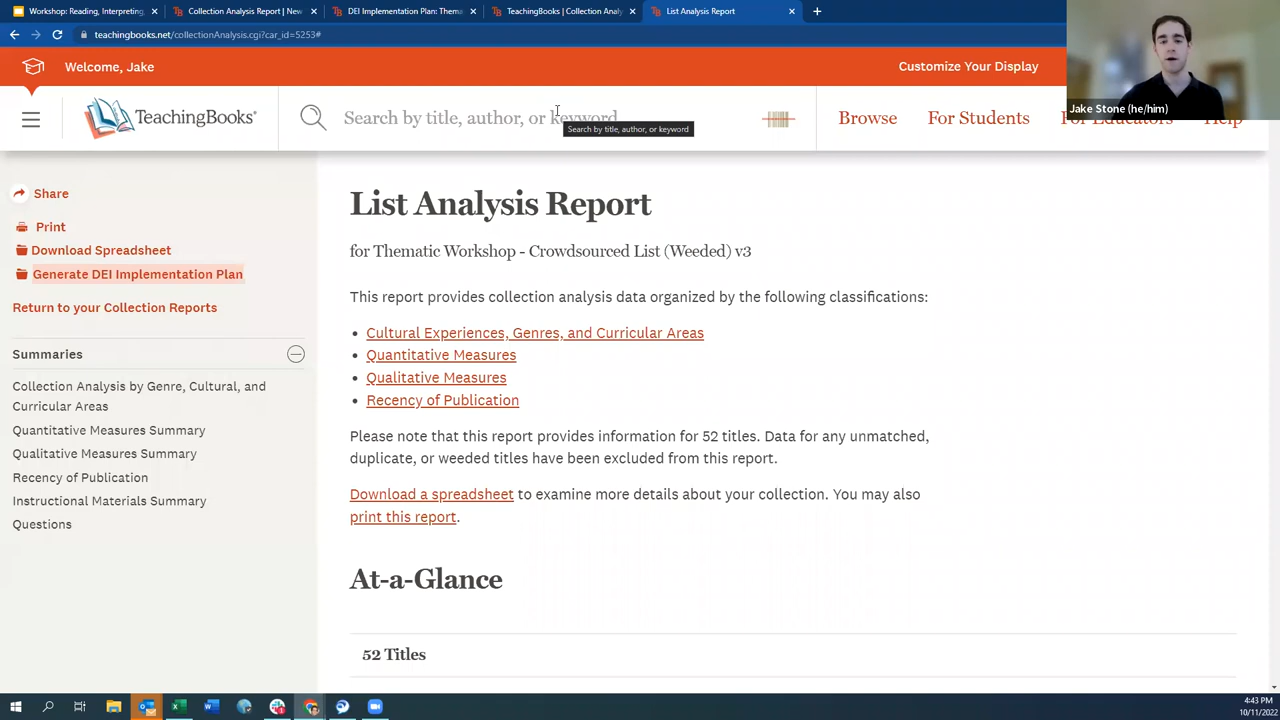 Workshop: Reading, Interpreting,
Collection Analysis Report | New
DEI Implementation Plan: Thema
TeachingBooks | Collection Analy
List Analysis Report
teachingbooks.net/collectionAnalysis.cgi?car_id=5253#
Welcome, Jake
Customize Your Display
Jake Stone (he/him)
TeachingBooks
Search by title, author, or keyword
Search by title, author, or keyword
Browse
For Students
For Educators
Help
Share
Print
Download Spreadsheet
Generate DEI Implementation Plan
Return to your Collection Reports
Summaries
Collection Analysis by Genre, Cultural, and
Curricular Areas
Quantitative Measures Summary
Qualitative Measures Summary
Recency of Publication
Instructional Materials Summary
Questions
List Analysis Report
for Thematic Workshop - Crowdsourced List (Weeded) v3
This report provides collection analysis data organized by the following classifications:
• Cultural Experiences, Genres, and Curricular Areas
• Quantitative Measures
• Qualitative Measures
• Recency of Publication
Please note that this report provides information for 52 titles. Data for any unmatched,
duplicate, or weeded titles have been excluded from this report.
Download a spreadsheet to examine more details about your collection. You may also
print this report.
At-a-Glance
52 Titles
4:43 PM
10/11/2022